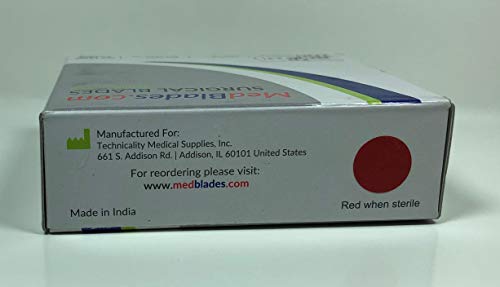 MedBlades.com
SURGICAL BLADES
Manufactured For:
Technicality Medical Supplies, Inc.
661 S. Addison Rd. | Addison, IL 60101 United States
For reordering please visit:
www.medblades.com
Made in India
Red when sterile